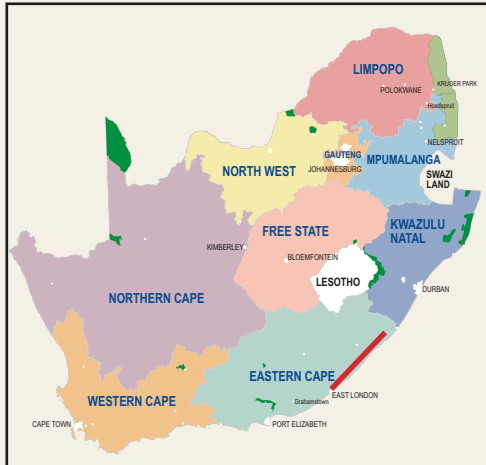 LIMPOPO
POLOKWANE
KRUGER PARK
Hoedspruit
NELSPRUIT
GAUTENG
MPUMALANGA
JOHANNESBURG
NORTH WEST
SWAZI
LAND
KWAZULU
NATAL
FREE STATE
KIMBERLEY
BLOEMFONTEIN
LESOTHO
DURBAN
NORTHERN CAPE
EASTERN CAPE
EAST LONDON
WESTERN CAPE
Grahamstown
CAPE TOWN
PORT ELIZABETH